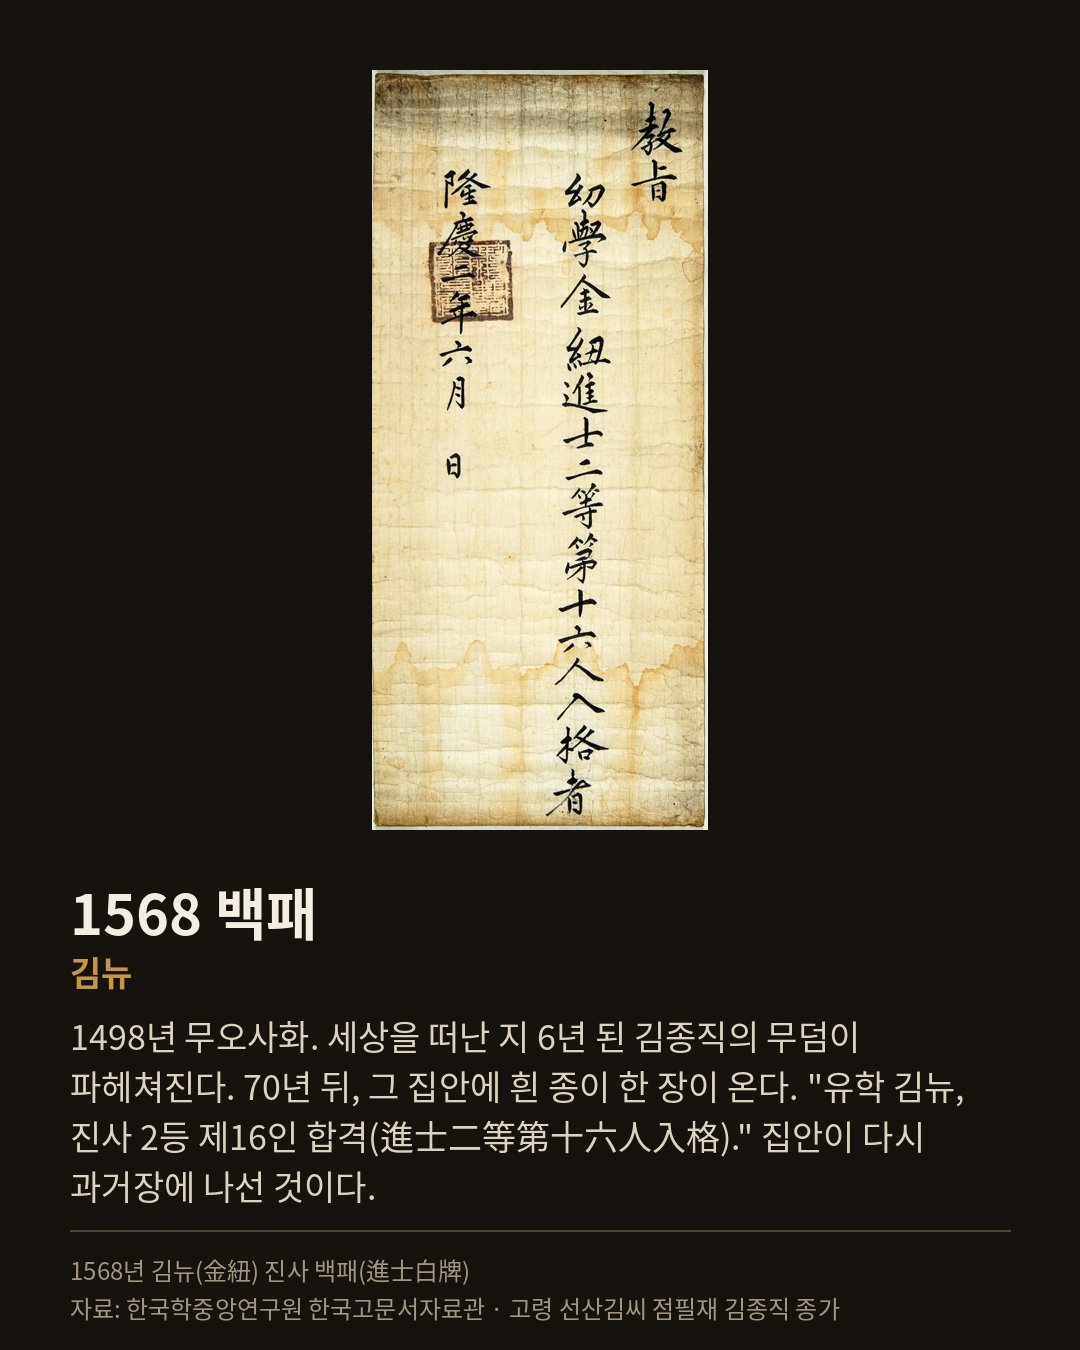 教旨
幼學金紐進士二等第十六人入格者
隆慶二年六月 日
1568 백패
김뉴
1498년 무오사화. 세상을 떠난 지 6년 된 김종직의 무덤이
파헤쳐진다. 70년 뒤, 그 집안에 흰 종이 한 장이 온다. "유학 김뉴,
진사 2등 제16인 합격(進士二等第十六人入格)." 집안이 다시
과거장에 나선 것이다.
1568년 김뉴(金紐) 진사 백패(進士白牌)
자료: 한국학중앙연구원 한국고문서자료관 · 고령 선산김씨 점필재 김종직 종가